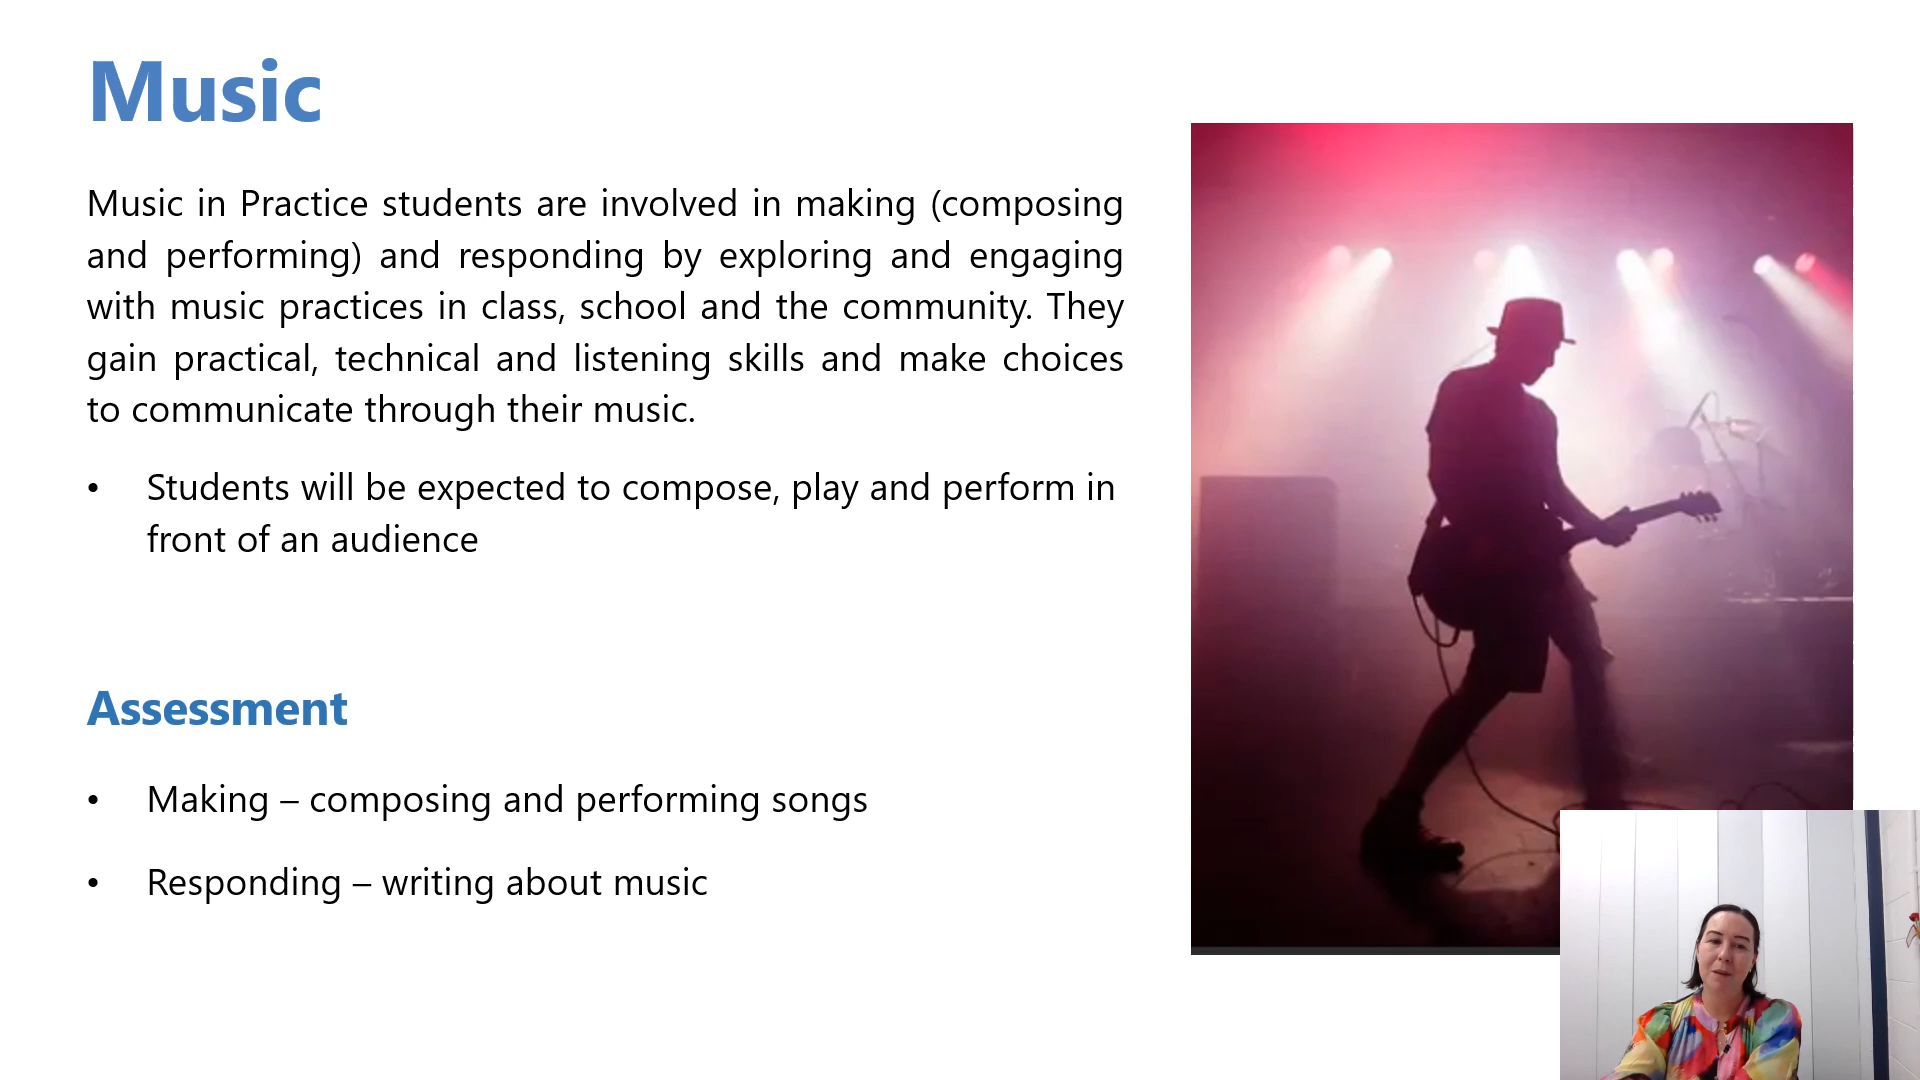 Music
Music in Practice students are involved in making (composing
and performing) and responding by exploring and engaging
with music practices in class, school and the community. They
gain practical, technical and listening skills and make choices
to communicate through their music.
• Students will be expected to compose, play and perform in
front of an audience
Assessment
• Making – composing and performing songs
• Responding – writing about music